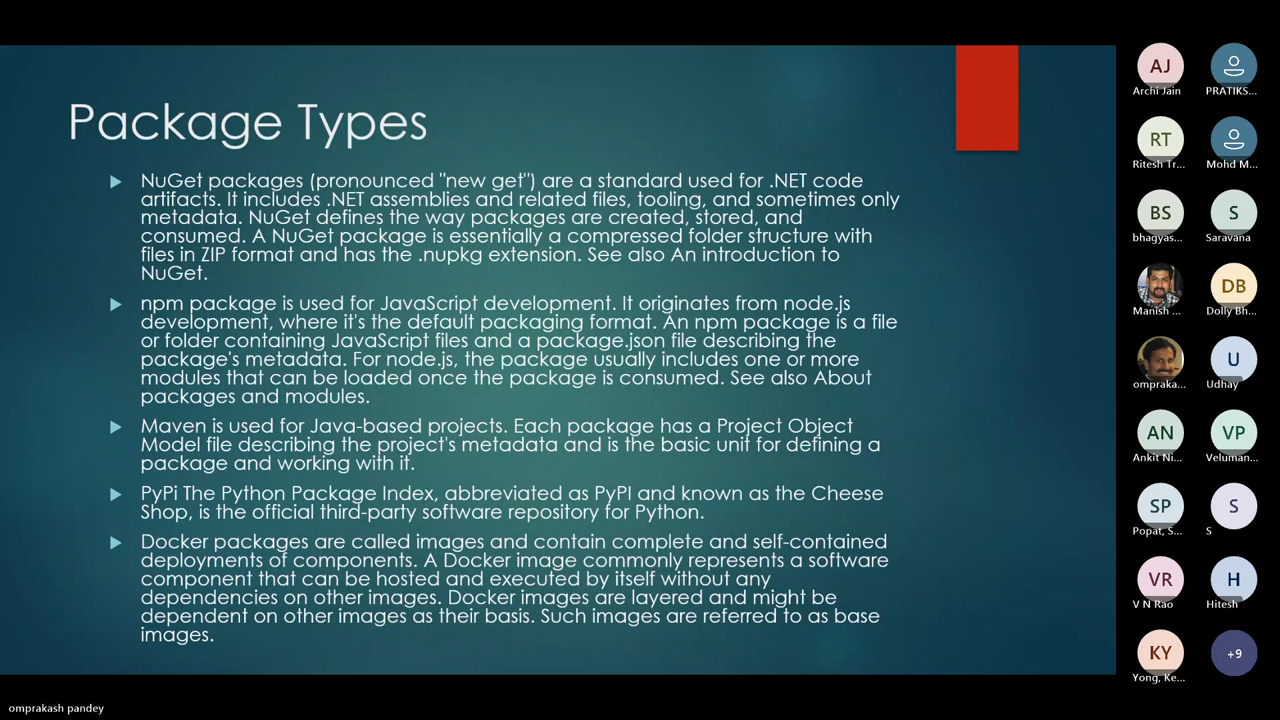 Package Types
NuGet packages (pronounced "new get") are a standard used for .NET code
artifacts. It includes .NET assemblies and related files, tooling, and sometimes only
metadata. NuGet defines the way packages are created, stored, and
consumed. A NuGet package is essentially a compressed folder structure with
files in ZIP format and has the .nupkg extension. See also An introduction to
NuGet.
npm package is used for JavaScript development. It originates from node.js
development, where it's the default packaging format. An npm package is a file
or folder containing JavaScript files and a package.json file describing the
package's metadata. For node.js, the package usually includes one or more
modules that can be loaded once the package is consumed. See also About
packages and modules.
Maven is used for Java-based projects. Each package has a Project Object
Model file describing the project's metadata and is the basic unit for defining a
package and working with it.
PyPi The Python Package Index, abbreviated as PyPI and known as the Cheese
Shop, is the official third-party software repository for Python.
Docker packages are called images and contain complete and self-contained
deployments of components. A Docker image commonly represents a software
component that can be hosted and executed by itself without any
dependencies on other images. Docker images are layered and might be
dependent on other images as their basis. Such images are referred to as base
images.
AJ
Archi Jain
PRATIKS...
RT
Ritesh Tr...
Mohd M...
BS
bhagyas...
S
Saravana
Manish ...
DB
Dolly Bh...
ompraka...
U
Udhay
AN
Ankit Ni...
VP
Veluman...
SP
Popat, S...
S
S
VR
V N Rao
H
Hitesh
KY
Yong, Ke...
+9
omprakash pandey